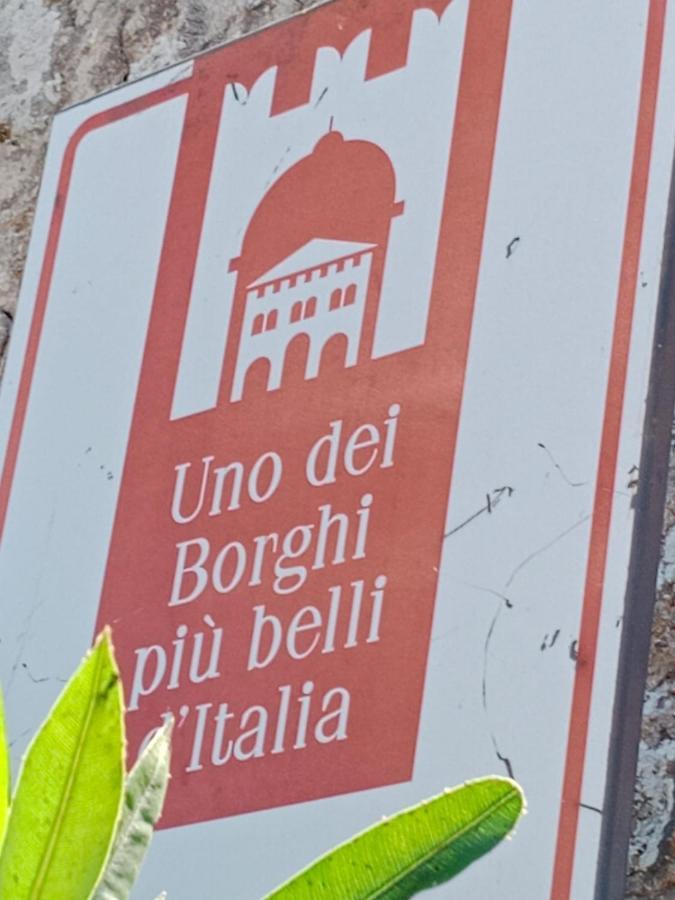 Uno dei
Borghi
più belli
d'Italia